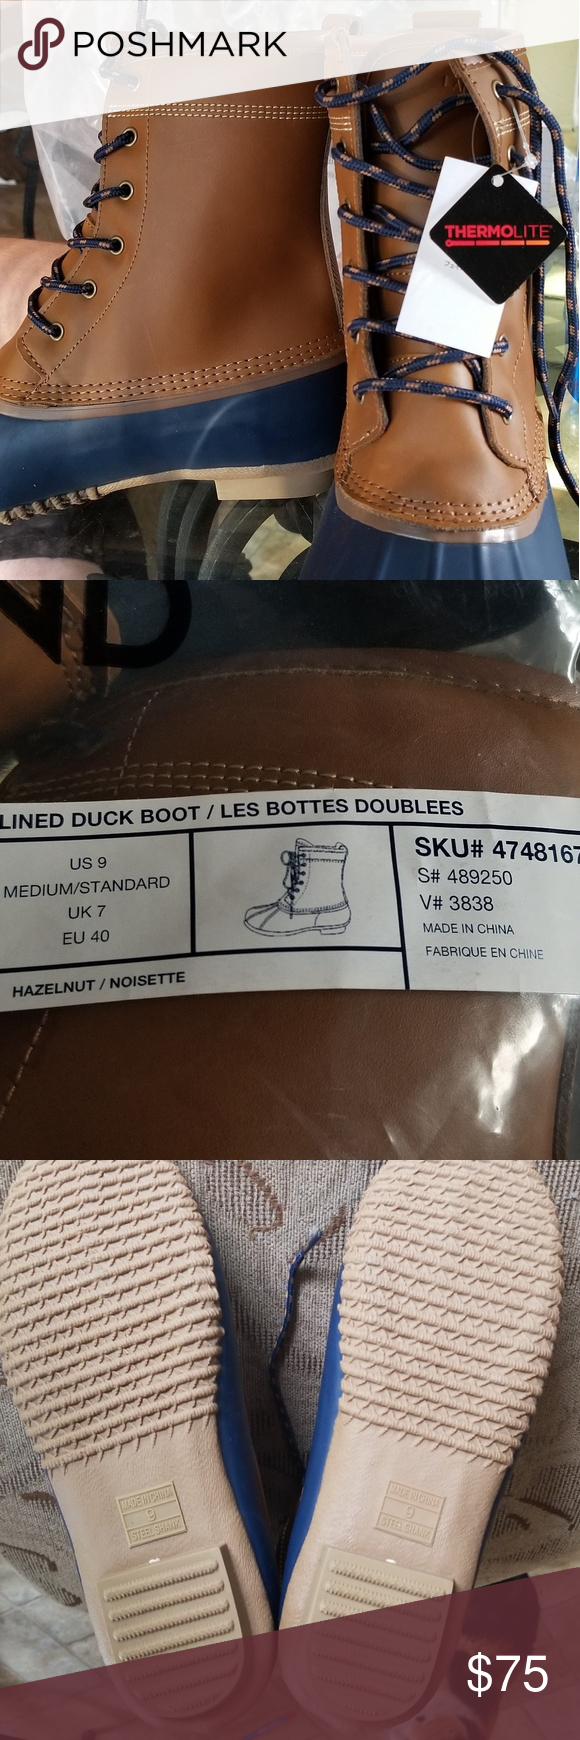 POSHMARK
THERMOLITE®
LINED DUCK BOOT / LES BOTTES DOUBLEES
US 9
MEDIUM/STANDARD
UK 7
EU 40
HAZELNUT / NOISETTE
SKU# 4748167
S# 489250
V# 3838
MADE IN CHINA
FABRIQUE EN CHINE
MADE IN CHINA
9
STEEL SHANK
MADE IN CHINA
9
STEEL SHANK
$75